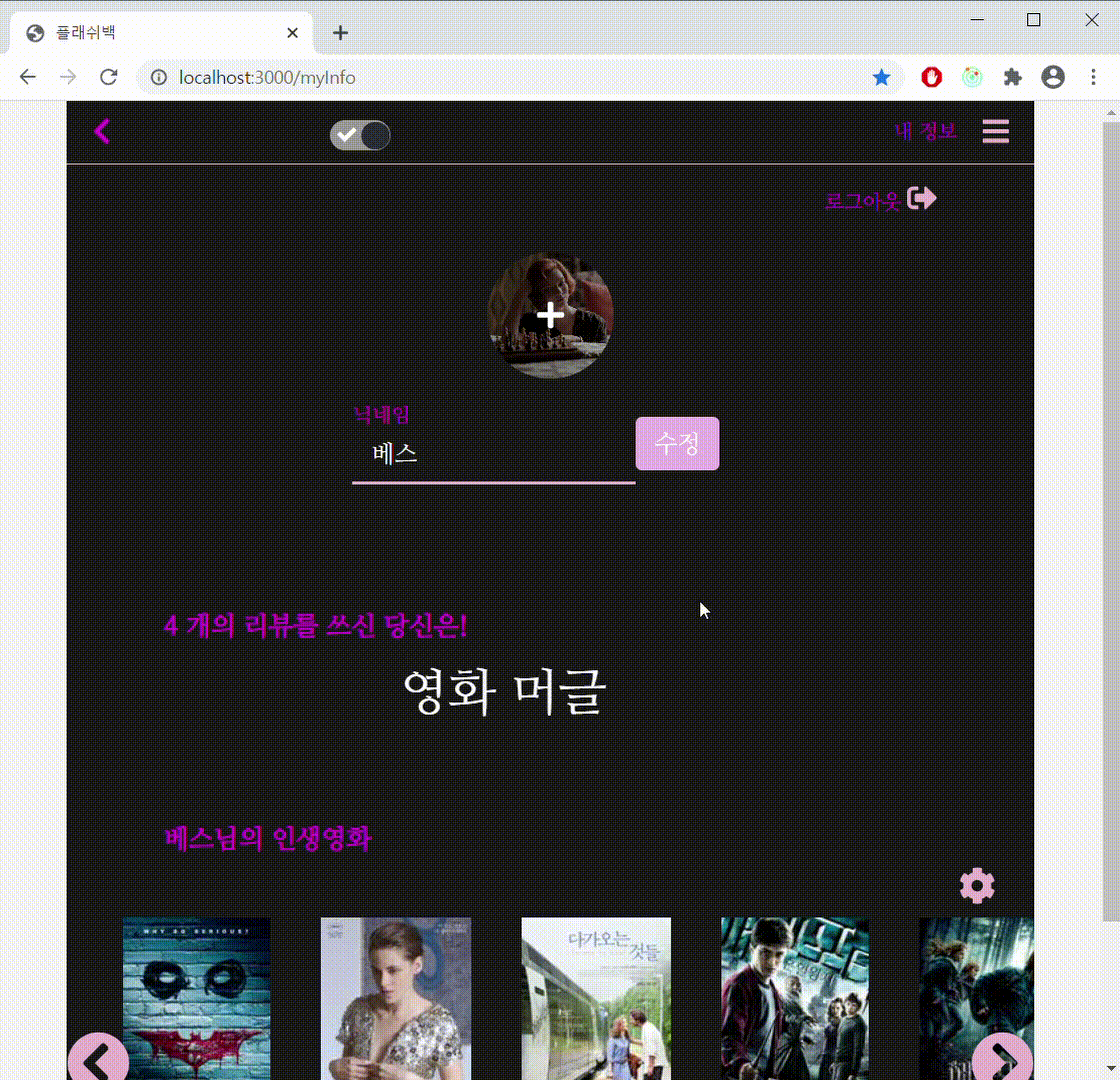 플래쉬백
localhost:3000/myInfo
내 정보
로그아웃
닉네임
베스
수정
4 개의 리뷰를 쓰신 당신은!
영화 머글
베스님의 인생영화
WHY SO SERIOUS?
다가오는 것들